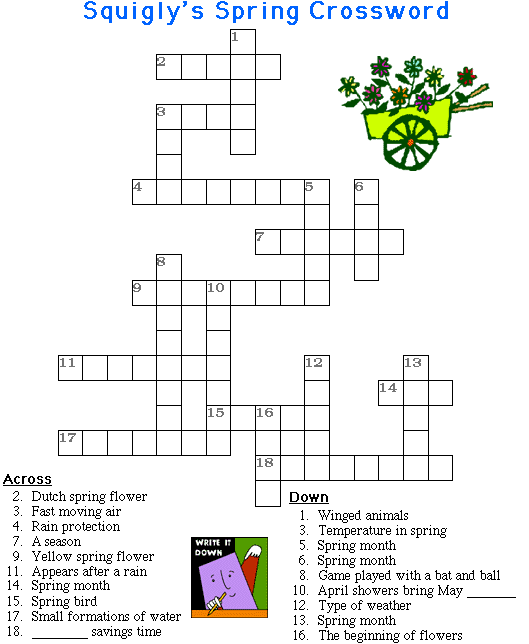 Squigly's Spring Crossword
1
2
3
4
5
6
7
8
9
10
11
12
13
14
15
16
17
18
Across
2. Dutch spring flower
3. Fast moving air
4. Rain protection
7. A season
9. Yellow spring flower
11. Appears after a rain
14. Spring month
15. Spring bird
17. Small formations of water
18. ________ savings time
WRITE IT
DOWN
Down
1. Winged animals
3. Temperature in spring
5. Spring month
6. Spring month
8. Game played with a bat and ball
10. April showers bring May _______
12. Type of weather
13. Spring month
16. The beginning of flowers